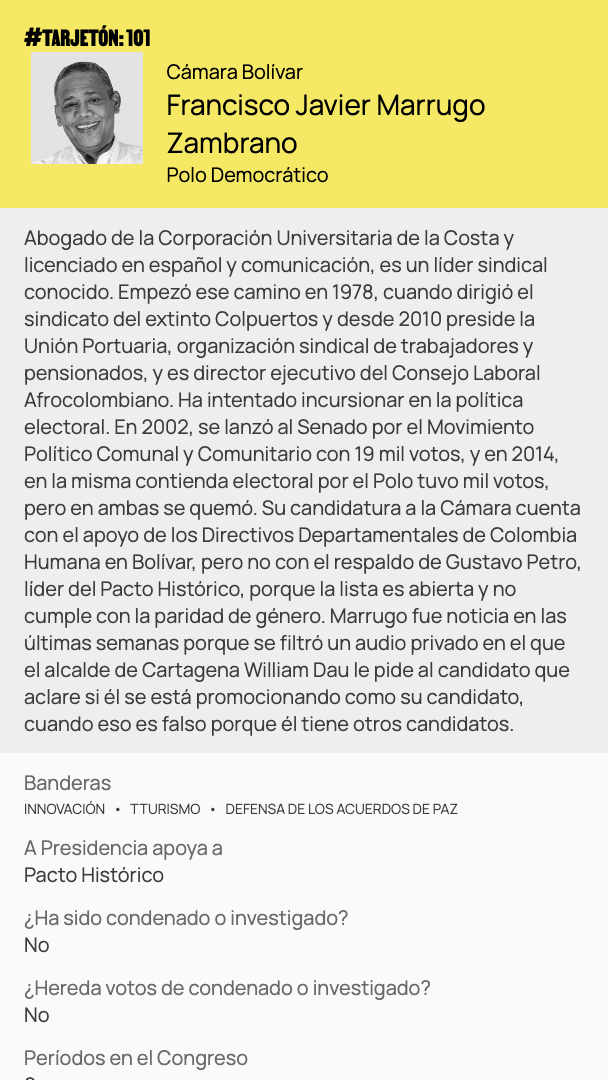 #TARJETÓN: 101
Cámara Bolívar
Francisco Javier Marrugo
Zambrano
Polo Democrático
Abogado de la Corporación Universitaria de la Costa y
licenciado en español y comunicación, es un líder sindical
conocido. Empezó ese camino en 1978, cuando dirigió el
sindicato del extinto Colpuertos y desde 2010 preside la
Unión Portuaria, organización sindical de trabajadores y
pensionados, y es director ejecutivo del Consejo Laboral
Afrocolombiano. Ha intentado incursionar en la política
electoral. En 2002, se lanzó al Senado por el Movimiento
Político Comunal y Comunitario con 19 mil votos, y en 2014,
en la misma contienda electoral por el Polo tuvo mil votos,
pero en ambas se quemó. Su candidatura a la Cámara cuenta
con el apoyo de los Directivos Departamentales de Colombia
Humana en Bolívar, pero no con el respaldo de Gustavo Petro,
líder del Pacto Histórico, porque la lista es abierta y no
cumple con la paridad de género. Marrugo fue noticia en las
últimas semanas porque se filtró un audio privado en el que
el alcalde de Cartagena William Dau le pide al candidato que
aclare si él se está promocionando como su candidato,
cuando eso es falso porque él tiene otros candidatos.
Banderas
INNOVACIÓN • TTURISMO • DEFENSA DE LOS ACUERDOS DE PAZ
A Presidencia apoya a
Pacto Histórico
¿Ha sido condenado o investigado?
No
¿Hereda votos de condenado o investigado?
No
Períodos en el Congreso